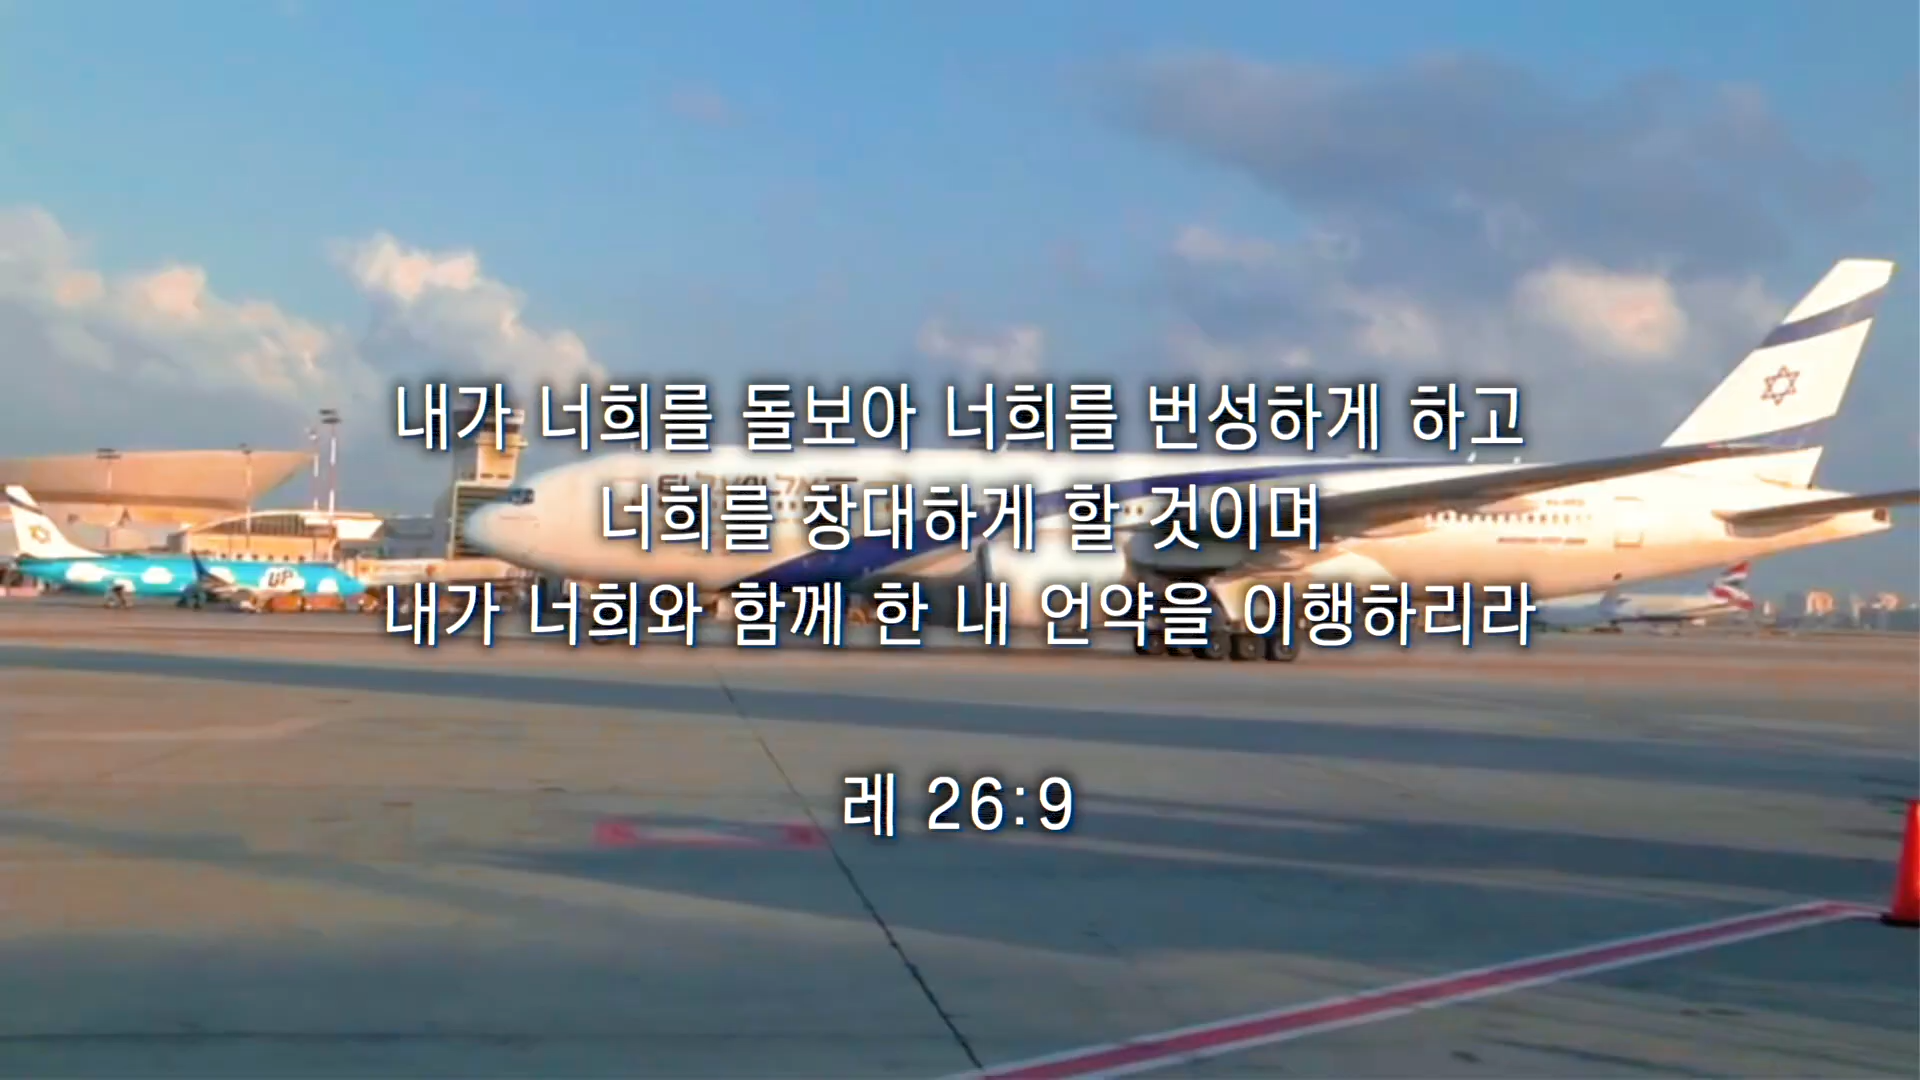 내가 너희를 돌보아 너희를 번성하게 하고
너희를 창대하게 할 것이며
내가 너희와 함께 한 내 언약을 이행하리라
레 26:9
UP